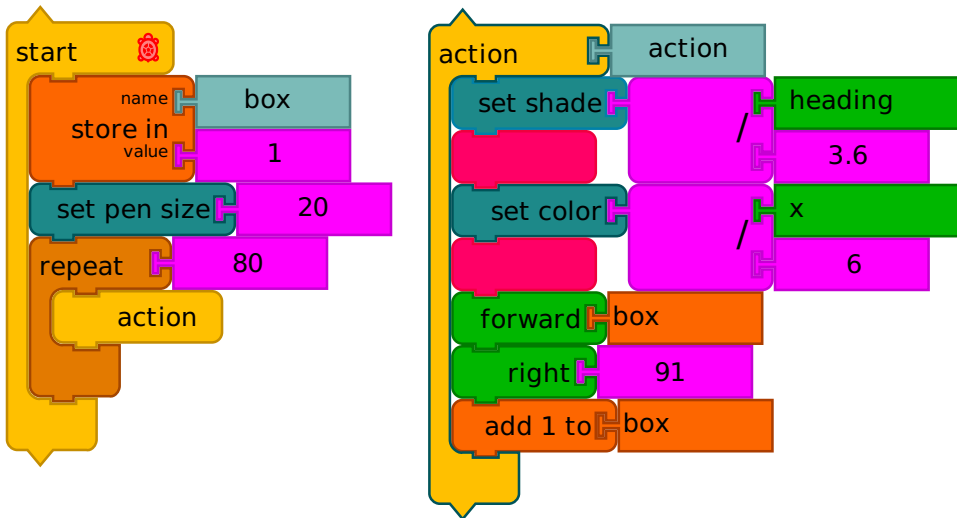 start
name
box
store in
value
1
set pen size
20
repeat
80
action
action
action
set shade
/
heading
3.6
set color
/
x
6
forward
box
right
91
add 1 to
box